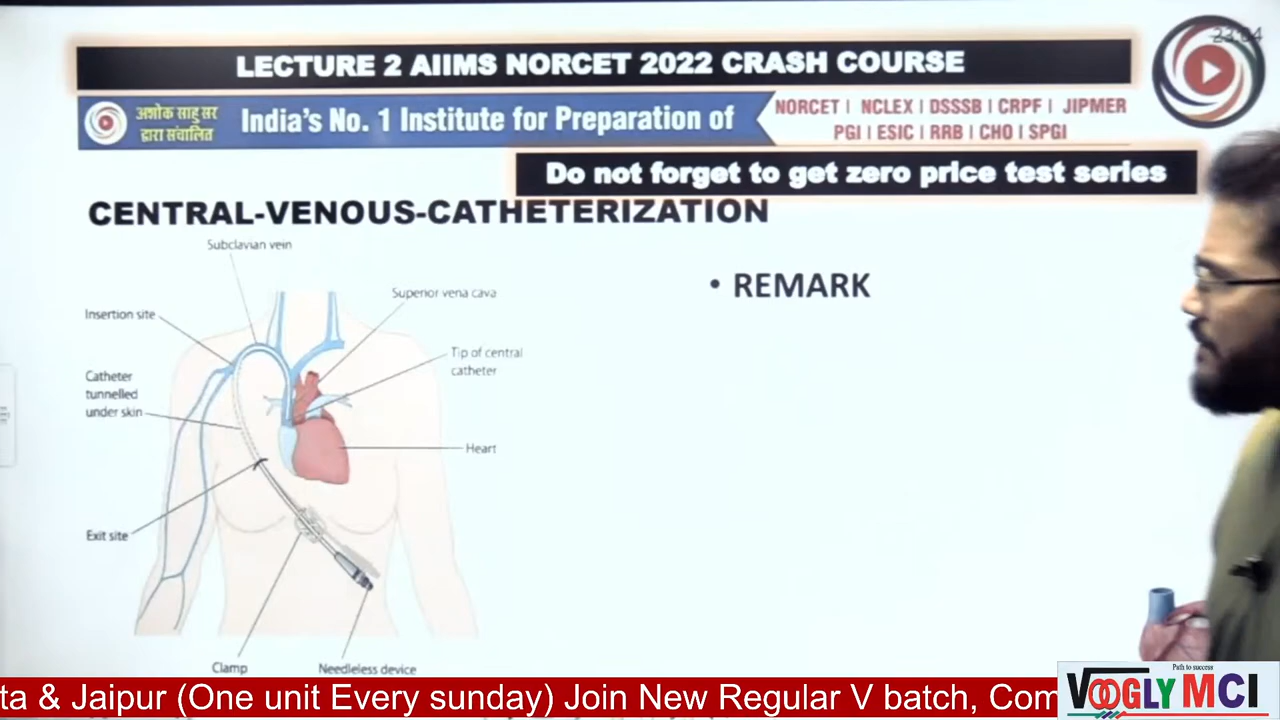 LECTURE 2 AIIMS NORCET 2022 CRASH COURSE
अशोक साहु सर
द्वारा संचालित
India's No. 1 Institute for Preparation of
NORCET | NCLEX | DSSSB | CRPF | JIPMER
PGI | ESIC | RRB | CHO | SPGI
Do not forget to get zero price test series
CENTRAL-VENOUS-CATHETERIZATION
• REMARK
Subclavian vein
Superior vena cava
Insertion site
Tip of central
catheter
Catheter
tunnelled
under skin
Heart
Exit site
Clamp
Needleless device
ta & Jaipur (One unit Every sunday) Join New Regular V batch, Com
Path to success
VOOGLY MCI